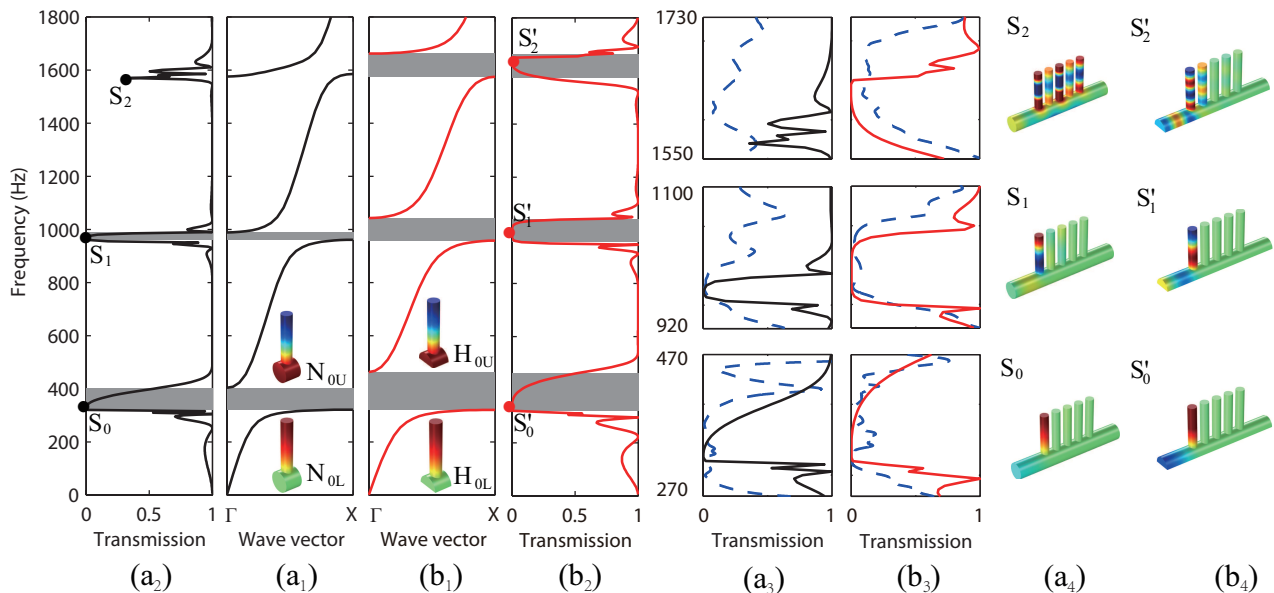 Frequency (Hz)
1800
1600
1400
1200
1000
800
600
400
200
0
S2
S1
S0
0 0.5 1
Transmission
(a2)
N0U
N0L
Γ X
Wave vector
(a1)
H0U
H0L
Γ X
Wave vector
(b1)
S'2
S'1
S'0
0 0.5 1
Transmission
(b2)
1730
1550
1100
920
470
270
0 1
Transmission
(a3)
0 1
Transmission
(b3)
S2
S1
S0
(a4)
S'2
S'1
S'0
(b4)